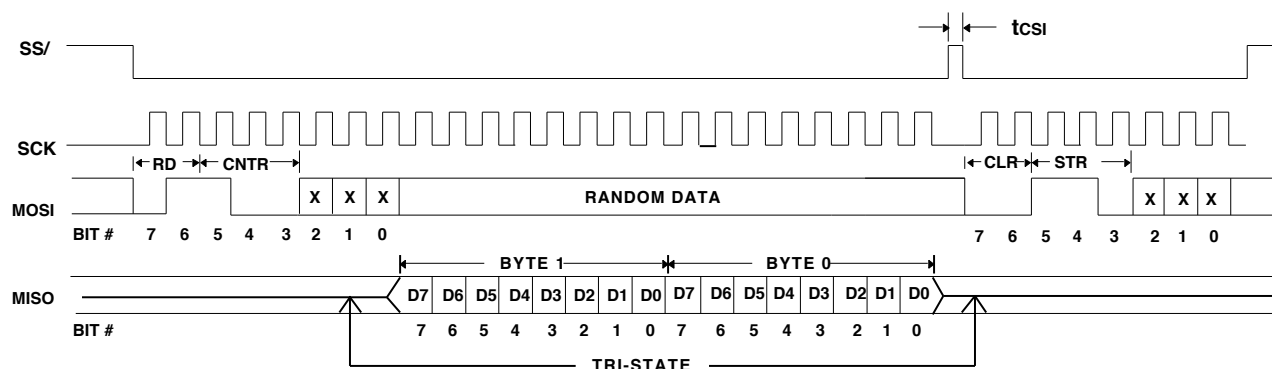 tCSI
SS/
SCK
RD CNTR CLR STR
MOSI X X X RANDOM DATA X X X
BIT # 7 6 5 4 3 2 1 0 7 6 5 4 3 2 1 0
BYTE 1 BYTE 0
MISO D7 D6 D5 D4 D3 D2 D1 D0 D7 D6 D5 D4 D3 D2 D1 D0
BIT # 7 6 5 4 3 2 1 0 7 6 5 4 3 2 1 0
TRI-STATE